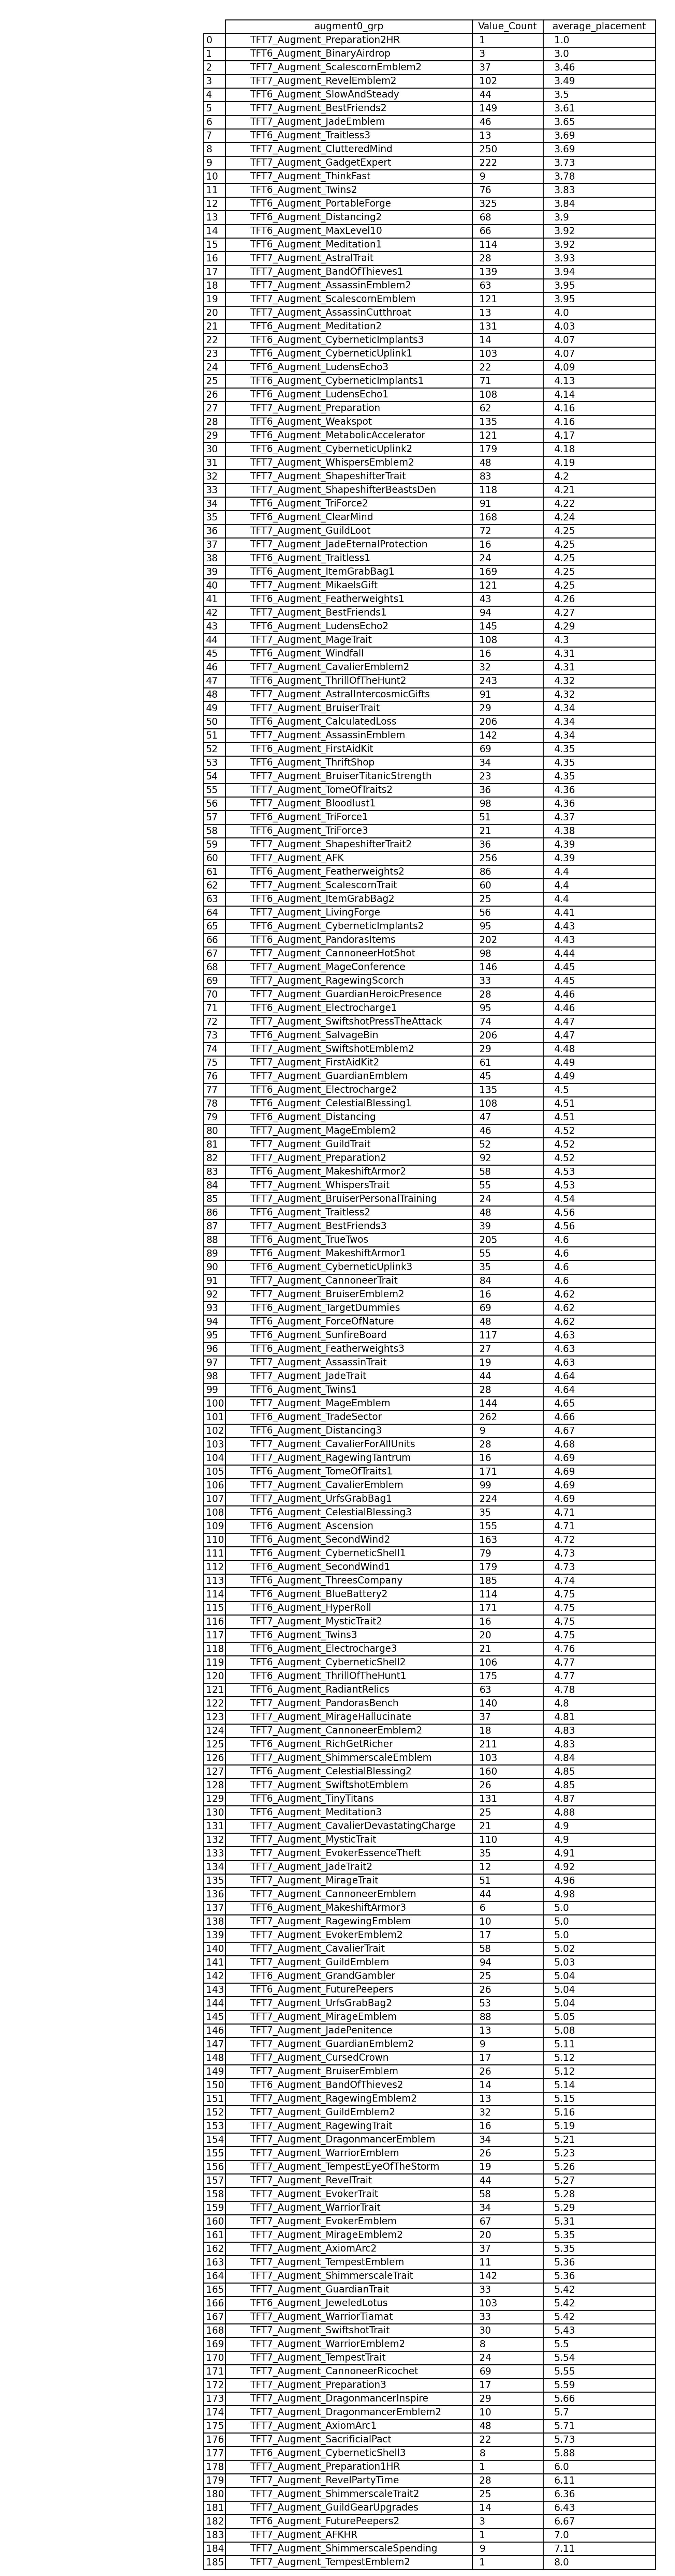 augment0_grp Value_Count average_placement
0 TFT7_Augment_Preparation2HR 1 1.0
1 TFT6_Augment_BinaryAirdrop 3 3.0
2 TFT7_Augment_ScalescornEmblem2 37 3.46
3 TFT7_Augment_RevelEmblem2 102 3.49
4 TFT6_Augment_SlowAndSteady 44 3.5
5 TFT7_Augment_BestFriends2 149 3.61
6 TFT7_Augment_JadeEmblem 46 3.65
7 TFT6_Augment_Traitless3 13 3.69
8 TFT7_Augment_ClutteredMind 250 3.69
9 TFT7_Augment_GadgetExpert 222 3.73
10 TFT7_Augment_ThinkFast 9 3.78
11 TFT6_Augment_Twins2 76 3.83
12 TFT6_Augment_PortableForge 325 3.84
13 TFT6_Augment_Distancing2 68 3.9
14 TFT7_Augment_MaxLevel10 66 3.92
15 TFT6_Augment_Meditation1 114 3.92
16 TFT7_Augment_AstralTrait 28 3.93
17 TFT7_Augment_BandOfThieves1 139 3.94
18 TFT7_Augment_AssassinEmblem2 63 3.95
19 TFT7_Augment_ScalescornEmblem 121 3.95
20 TFT7_Augment_AssassinCutthroat 13 4.0
21 TFT6_Augment_Meditation2 131 4.03
22 TFT6_Augment_CyberneticImplants3 14 4.07
23 TFT6_Augment_CyberneticUplink1 103 4.07
24 TFT6_Augment_LudensEcho3 22 4.09
25 TFT6_Augment_CyberneticImplants1 71 4.13
26 TFT6_Augment_LudensEcho1 108 4.14
27 TFT7_Augment_Preparation 62 4.16
28 TFT6_Augment_Weakspot 135 4.16
29 TFT6_Augment_MetabolicAccelerator 121 4.17
30 TFT6_Augment_CyberneticUplink2 179 4.18
31 TFT7_Augment_WhispersEmblem2 48 4.19
32 TFT7_Augment_ShapeshifterTrait 83 4.2
33 TFT7_Augment_ShapeshifterBeastsDen 118 4.21
34 TFT6_Augment_TriForce2 91 4.22
35 TFT6_Augment_ClearMind 168 4.24
36 TFT7_Augment_GuildLoot 72 4.25
37 TFT7_Augment_JadeEternalProtection 16 4.25
38 TFT6_Augment_Traitless1 24 4.25
39 TFT6_Augment_ItemGrabBag1 169 4.25
40 TFT7_Augment_MikaelsGift 121 4.25
41 TFT6_Augment_Featherweights1 43 4.26
42 TFT7_Augment_BestFriends1 94 4.27
43 TFT6_Augment_LudensEcho2 145 4.29
44 TFT7_Augment_MageTrait 108 4.3
45 TFT6_Augment_Windfall 16 4.31
46 TFT7_Augment_CavalierEmblem2 32 4.31
47 TFT6_Augment_ThrillOfTheHunt2 243 4.32
48 TFT7_Augment_AstralIntercosmicGifts 91 4.32
49 TFT7_Augment_BruiserTrait 29 4.34
50 TFT6_Augment_CalculatedLoss 206 4.34
51 TFT7_Augment_AssassinEmblem 142 4.34
52 TFT6_Augment_FirstAidKit 69 4.35
53 TFT6_Augment_ThriftShop 34 4.35
54 TFT7_Augment_BruiserTitanicStrength 23 4.35
55 TFT7_Augment_TomeOfTraits2 36 4.36
56 TFT7_Augment_Bloodlust1 98 4.36
57 TFT6_Augment_TriForce1 51 4.37
58 TFT6_Augment_TriForce3 21 4.38
59 TFT7_Augment_ShapeshifterTrait2 36 4.39
60 TFT7_Augment_AFK 256 4.39
61 TFT6_Augment_Featherweights2 86 4.4
62 TFT7_Augment_ScalescornTrait 60 4.4
63 TFT6_Augment_ItemGrabBag2 25 4.4
64 TFT7_Augment_LivingForge 56 4.41
65 TFT6_Augment_CyberneticImplants2 95 4.43
66 TFT6_Augment_PandorasItems 202 4.43
67 TFT7_Augment_CannoneerHotShot 98 4.44
68 TFT7_Augment_MageConference 146 4.45
69 TFT7_Augment_RagewingScorch 33 4.45
70 TFT7_Augment_GuardianHeroicPresence 28 4.46
71 TFT6_Augment_Electrocharge1 95 4.46
72 TFT7_Augment_SwiftshotPressTheAttack 74 4.47
73 TFT6_Augment_SalvageBin 206 4.47
74 TFT7_Augment_SwiftshotEmblem2 29 4.48
75 TFT7_Augment_FirstAidKit2 61 4.49
76 TFT7_Augment_GuardianEmblem 45 4.49
77 TFT6_Augment_Electrocharge2 135 4.5
78 TFT6_Augment_CelestialBlessing1 108 4.51
79 TFT6_Augment_Distancing 47 4.51
80 TFT7_Augment_MageEmblem2 46 4.52
81 TFT7_Augment_GuildTrait 52 4.52
82 TFT7_Augment_Preparation2 92 4.52
83 TFT6_Augment_MakeshiftArmor2 58 4.53
84 TFT7_Augment_WhispersTrait 55 4.53
85 TFT7_Augment_BruiserPersonalTraining 24 4.54
86 TFT6_Augment_Traitless2 48 4.56
87 TFT7_Augment_BestFriends3 39 4.56
88 TFT6_Augment_TrueTwos 205 4.6
89 TFT6_Augment_MakeshiftArmor1 55 4.6
90 TFT6_Augment_CyberneticUplink3 35 4.6
91 TFT7_Augment_CannoneerTrait 84 4.6
92 TFT7_Augment_BruiserEmblem2 16 4.62
93 TFT6_Augment_TargetDummies 69 4.62
94 TFT6_Augment_ForceOfNature 48 4.62
95 TFT6_Augment_SunfireBoard 117 4.63
96 TFT6_Augment_Featherweights3 27 4.63
97 TFT7_Augment_AssassinTrait 19 4.63
98 TFT7_Augment_JadeTrait 44 4.64
99 TFT6_Augment_Twins1 28 4.64
100 TFT7_Augment_MageEmblem 144 4.65
101 TFT6_Augment_TradeSector 262 4.66
102 TFT6_Augment_Distancing3 9 4.67
103 TFT7_Augment_CavalierForAllUnits 28 4.68
104 TFT7_Augment_RagewingTantrum 16 4.69
105 TFT6_Augment_TomeOfTraits1 171 4.69
106 TFT7_Augment_CavalierEmblem 99 4.69
107 TFT7_Augment_UrfsGrabBag1 224 4.69
108 TFT6_Augment_CelestialBlessing3 35 4.71
109 TFT6_Augment_Ascension 155 4.71
110 TFT6_Augment_SecondWind2 163 4.72
111 TFT6_Augment_CyberneticShell1 79 4.73
112 TFT6_Augment_SecondWind1 179 4.73
113 TFT6_Augment_ThreesCompany 185 4.74
114 TFT6_Augment_BlueBattery2 114 4.75
115 TFT6_Augment_HyperRoll 171 4.75
116 TFT7_Augment_MysticTrait2 16 4.75
117 TFT6_Augment_Twins3 20 4.75
118 TFT6_Augment_Electrocharge3 21 4.76
119 TFT6_Augment_CyberneticShell2 106 4.77
120 TFT6_Augment_ThrillOfTheHunt1 175 4.77
121 TFT6_Augment_RadiantRelics 63 4.78
122 TFT7_Augment_PandorasBench 140 4.8
123 TFT7_Augment_MirageHallucinate 37 4.81
124 TFT7_Augment_CannoneerEmblem2 18 4.83
125 TFT6_Augment_RichGetRicher 211 4.83
126 TFT7_Augment_ShimmerscaleEmblem 103 4.84
127 TFT6_Augment_CelestialBlessing2 160 4.85
128 TFT7_Augment_SwiftshotEmblem 26 4.85
129 TFT6_Augment_TinyTitans 131 4.87
130 TFT6_Augment_Meditation3 25 4.88
131 TFT7_Augment_CavalierDevastatingCharge 21 4.9
132 TFT7_Augment_MysticTrait 110 4.9
133 TFT7_Augment_EvokerEssenceTheft 35 4.91
134 TFT7_Augment_JadeTrait2 12 4.92
135 TFT7_Augment_MirageTrait 51 4.96
136 TFT7_Augment_CannoneerEmblem 44 4.98
137 TFT6_Augment_MakeshiftArmor3 6 5.0
138 TFT7_Augment_RagewingEmblem 10 5.0
139 TFT7_Augment_EvokerEmblem2 17 5.0
140 TFT7_Augment_CavalierTrait 58 5.02
141 TFT7_Augment_GuildEmblem 94 5.03
142 TFT6_Augment_GrandGambler 25 5.04
143 TFT6_Augment_FuturePeepers 26 5.04
144 TFT7_Augment_UrfsGrabBag2 53 5.04
145 TFT7_Augment_MirageEmblem 88 5.05
146 TFT7_Augment_JadePenitence 13 5.08
147 TFT7_Augment_GuardianEmblem2 9 5.11
148 TFT7_Augment_CursedCrown 17 5.12
149 TFT7_Augment_BruiserEmblem 26 5.12
150 TFT6_Augment_BandOfThieves2 14 5.14
151 TFT7_Augment_RagewingEmblem2 13 5.15
152 TFT7_Augment_GuildEmblem2 32 5.16
153 TFT7_Augment_RagewingTrait 16 5.19
154 TFT7_Augment_DragonmancerEmblem 34 5.21
155 TFT7_Augment_WarriorEmblem 26 5.23
156 TFT7_Augment_TempestEyeOfTheStorm 19 5.26
157 TFT7_Augment_RevelTrait 44 5.27
158 TFT7_Augment_EvokerTrait 58 5.28
159 TFT7_Augment_WarriorTrait 34 5.29
160 TFT7_Augment_EvokerEmblem 67 5.31
161 TFT7_Augment_MirageEmblem2 20 5.35
162 TFT7_Augment_AxiomArc2 37 5.35
163 TFT7_Augment_TempestEmblem 11 5.36
164 TFT7_Augment_ShimmerscaleTrait 142 5.36
165 TFT7_Augment_GuardianTrait 33 5.42
166 TFT6_Augment_JeweledLotus 103 5.42
167 TFT7_Augment_WarriorTiamat 33 5.42
168 TFT7_Augment_SwiftshotTrait 30 5.43
169 TFT7_Augment_WarriorEmblem2 8 5.5
170 TFT7_Augment_TempestTrait 24 5.54
171 TFT7_Augment_CannoneerRicochet 69 5.55
172 TFT7_Augment_Preparation3 17 5.59
173 TFT7_Augment_DragonmancerInspire 29 5.66
174 TFT7_Augment_DragonmancerEmblem2 10 5.7
175 TFT7_Augment_AxiomArc1 48 5.71
176 TFT7_Augment_SacrificialPact 22 5.73
177 TFT6_Augment_CyberneticShell3 8 5.88
178 TFT7_Augment_Preparation1HR 1 6.0
179 TFT7_Augment_RevelPartyTime 28 6.11
180 TFT7_Augment_ShimmerscaleTrait2 25 6.36
181 TFT7_Augment_GuildGearUpgrades 14 6.43
182 TFT6_Augment_FuturePeepers2 3 6.67
183 TFT7_Augment_AFKHR 1 7.0
184 TFT7_Augment_ShimmerscaleSpending 9 7.11
185 TFT7_Augment_TempestEmblem2 1 8.0